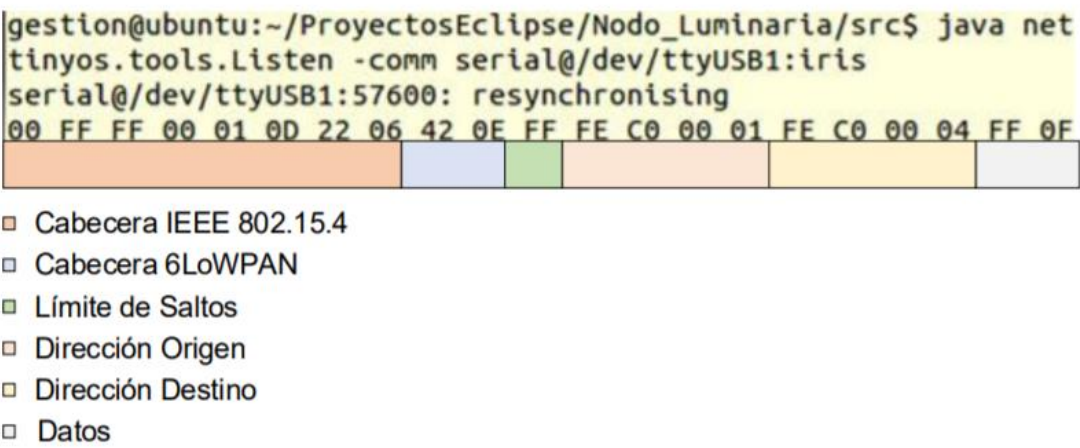 gestion@ubuntu:~/ProyectosEclipse/Nodo_Luminaria/src$ java net
tinyos.tools.Listen -comm serial@/dev/ttyUSB1:iris
serial@/dev/ttyUSB1:57600: resynchronising
00 FF FF 00 01 0D 22 06 42 0E FF FE C0 00 01 FE C0 00 04 FF 0F
Cabecera IEEE 802.15.4
Cabecera 6LoWPAN
Límite de Saltos
Dirección Origen
Dirección Destino
Datos